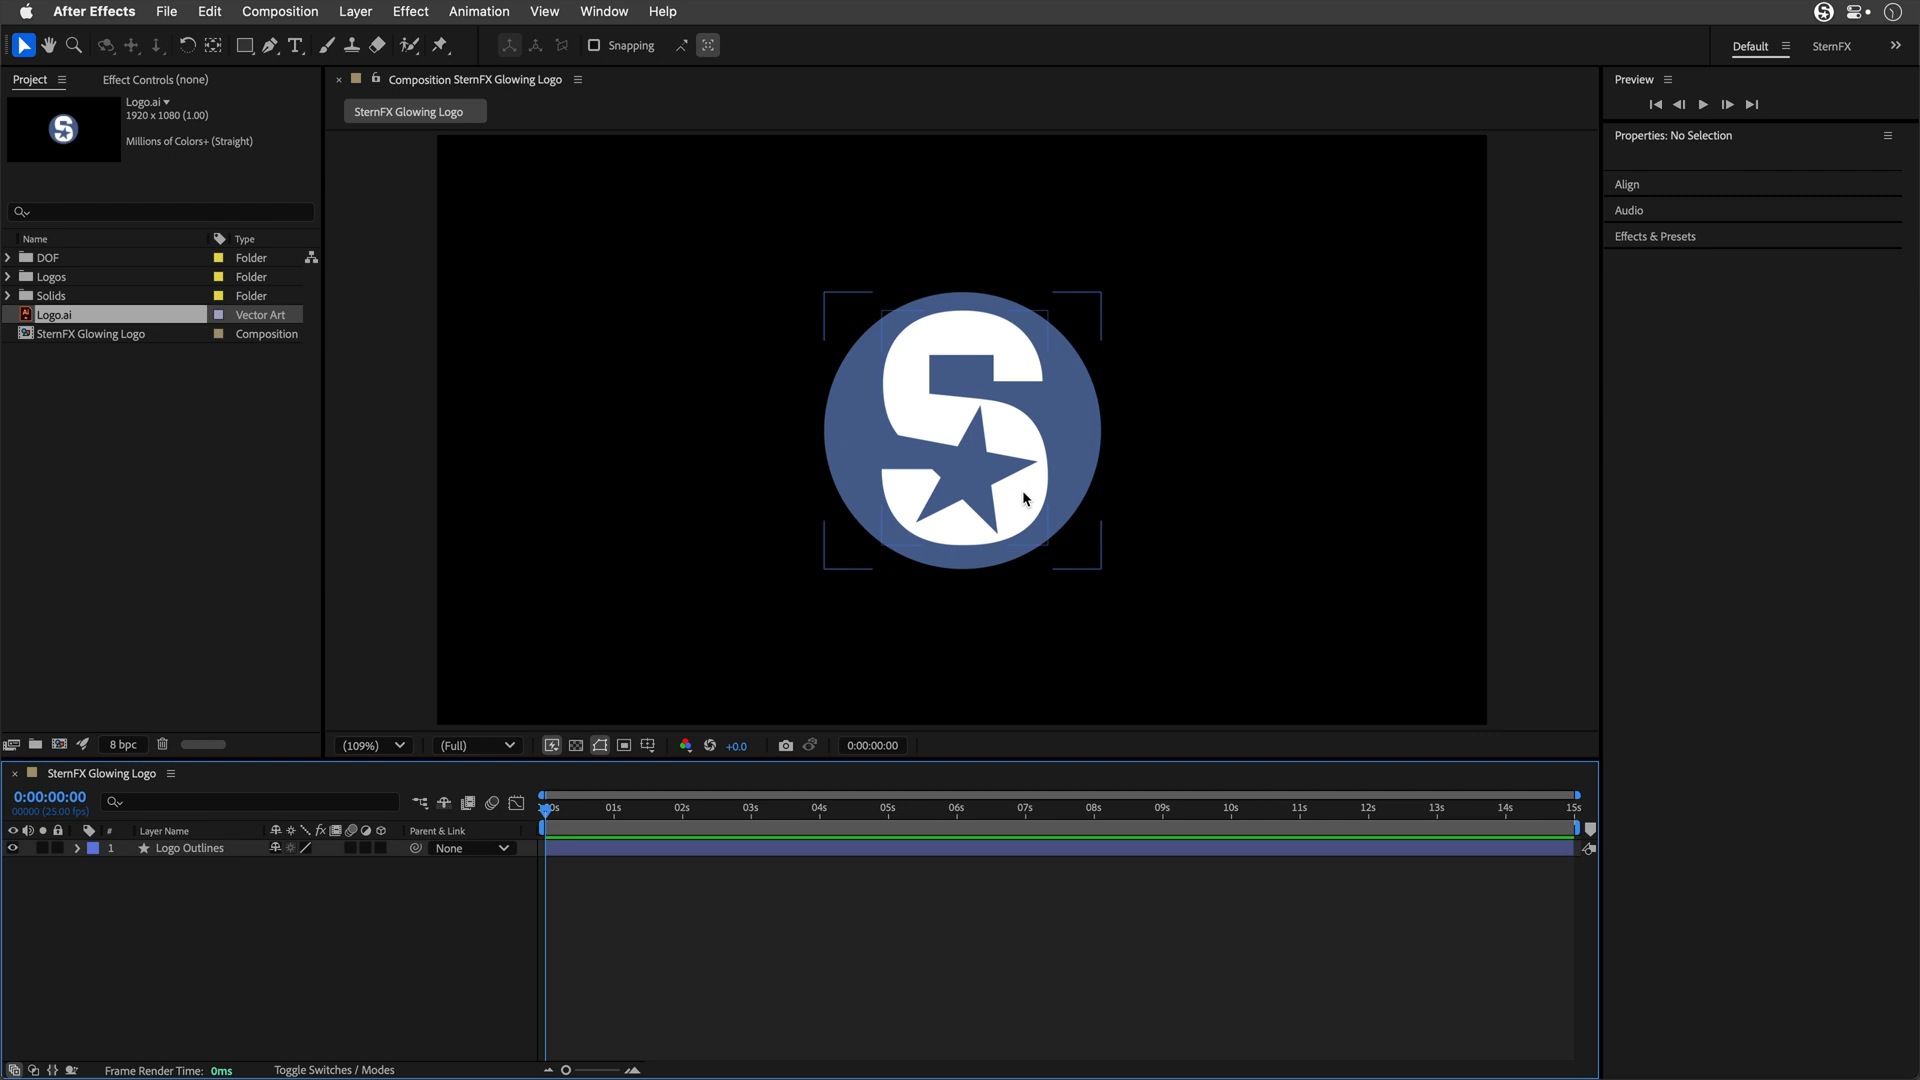 After Effects File Edit Composition Layer Effect Animation View Window Help
Snapping
Default
SternFX
Project
Effect Controls (none)
Logo.ai
1920 x 1080 (1.00)
Millions of Colors+ (Straight)
Name Type
DOF Folder
Logos Folder
Solids Folder
Logo.ai Vector Art
SternFX Glowing Logo Composition
8 bpc
Composition SternFX Glowing Logo
SternFX Glowing Logo
S
(109%) (Full) +0.0 0:00:00:00
Preview
Properties: No Selection
Align
Audio
Effects & Presets
SternFX Glowing Logo
0:00:00:00
00000 (25.00 fps)
# Layer Name fx Parent & Link
1 Logo Outlines None
01s 02s 03s 04s 05s 06s 07s 08s 09s 10s 11s 12s 13s 14s 15s
Frame Render Time: 0ms Toggle Switches / Modes